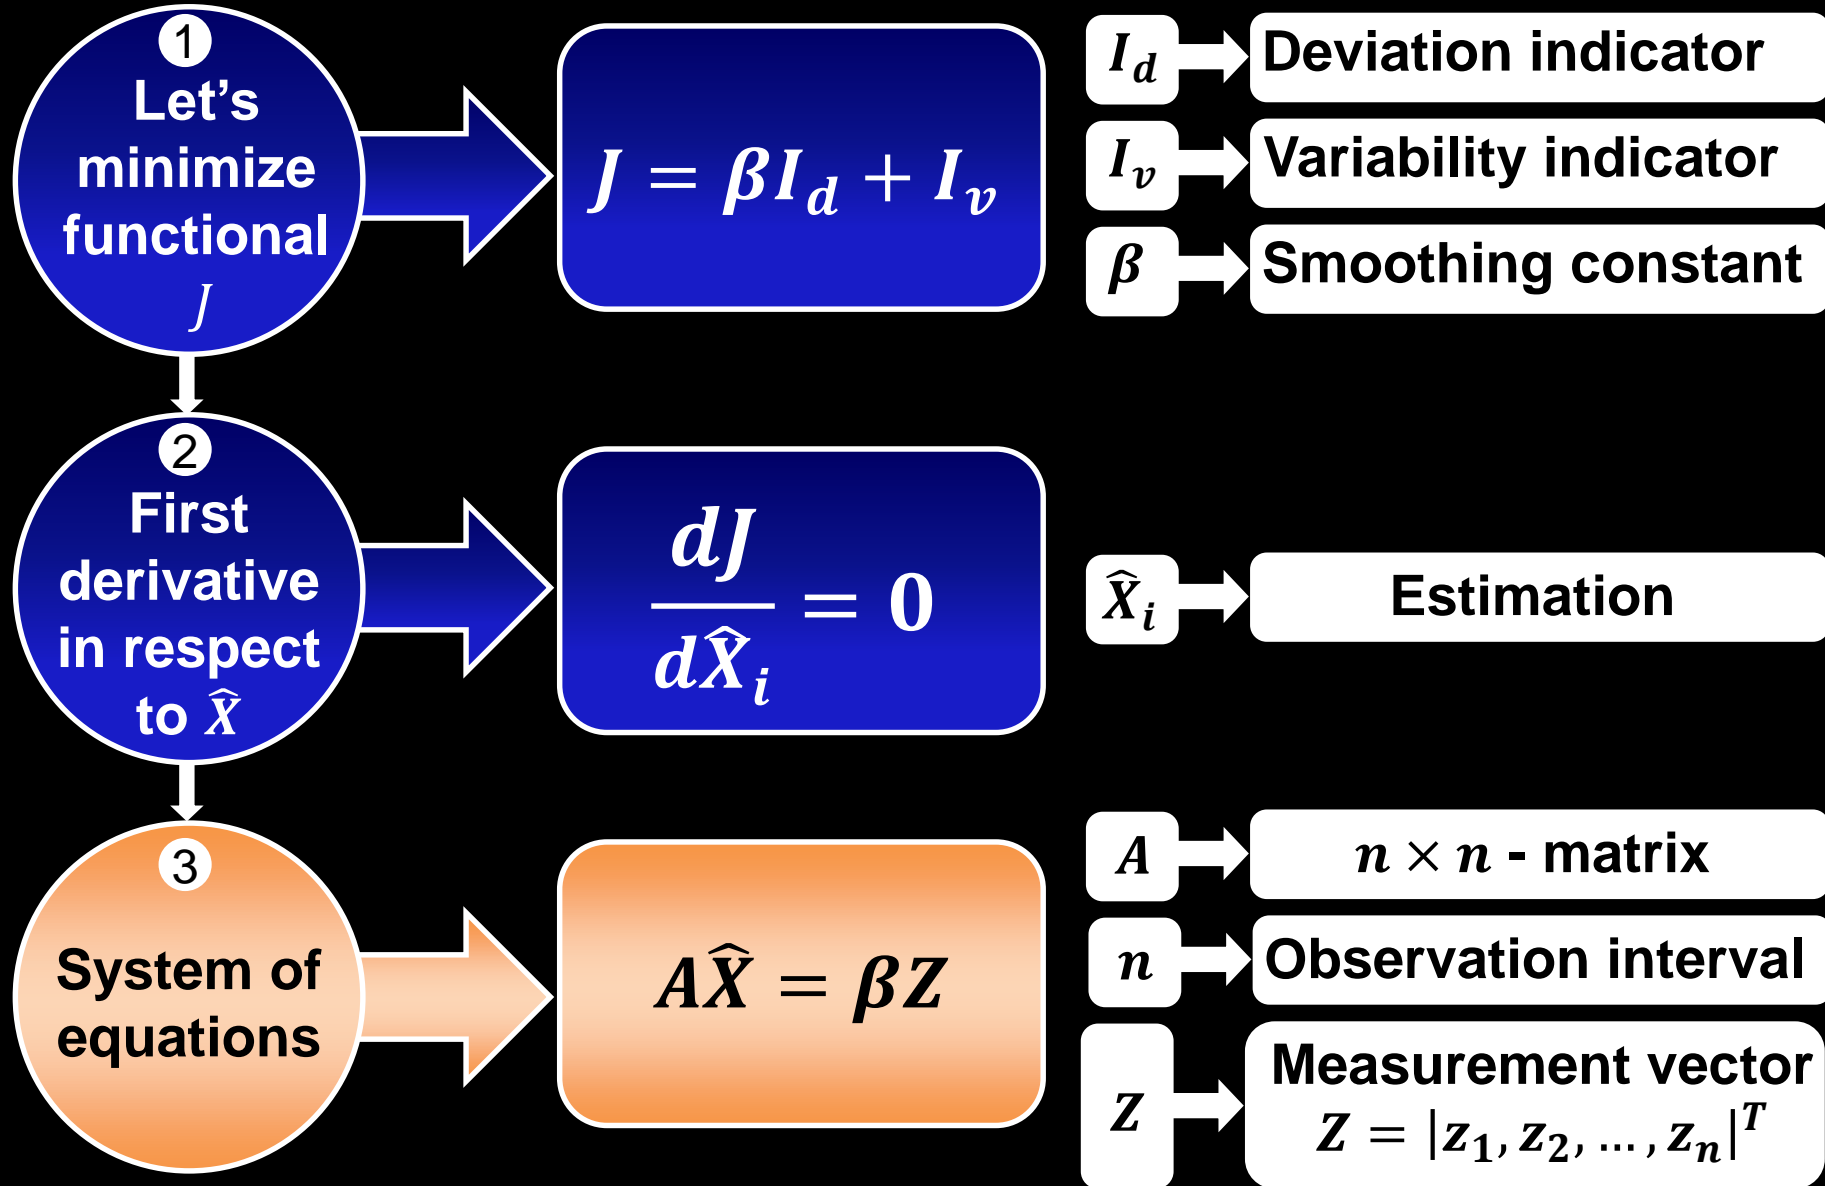 1
Let’s
minimize
functional
J
J = βI_d + I_v
I_d
Deviation indicator
I_v
Variability indicator
β
Smoothing constant
2
First
derivative
in respect
to X̂
dJ
dX̂_i
= 0
X̂_i
Estimation
3
System of
equations
AX̂ = βZ
A
n × n - matrix
n
Observation interval
Z
Measurement vector
Z = |z_1, z_2, … , z_n|^T